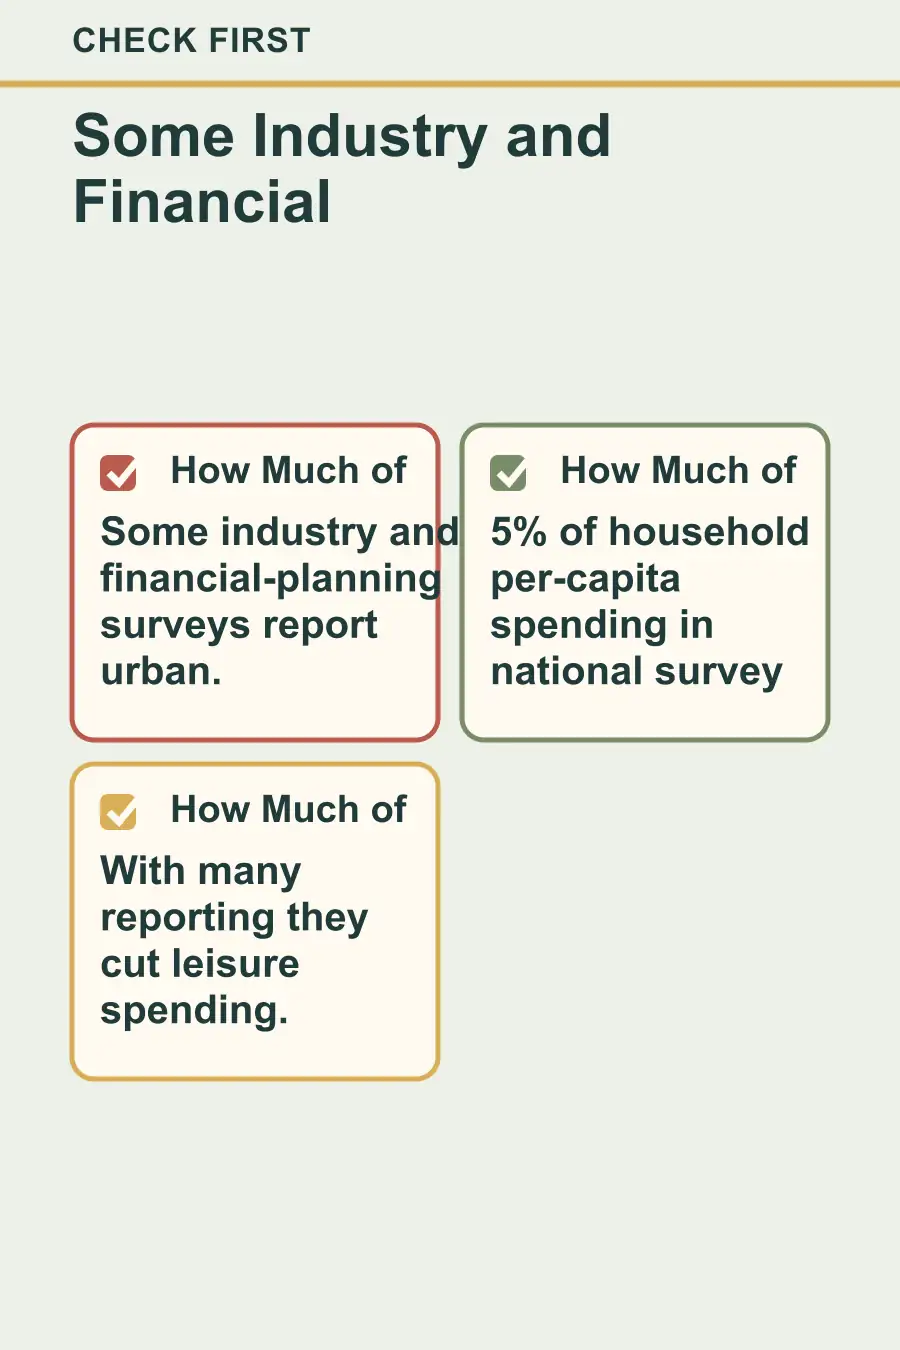 CHECK FIRST
Some Industry and
Financial
How Much of
Some industry and
financial-planning
surveys report
urban.
How Much of
5% of household
per-capita
spending in
national survey
How Much of
With many
reporting they
cut leisure
spending.